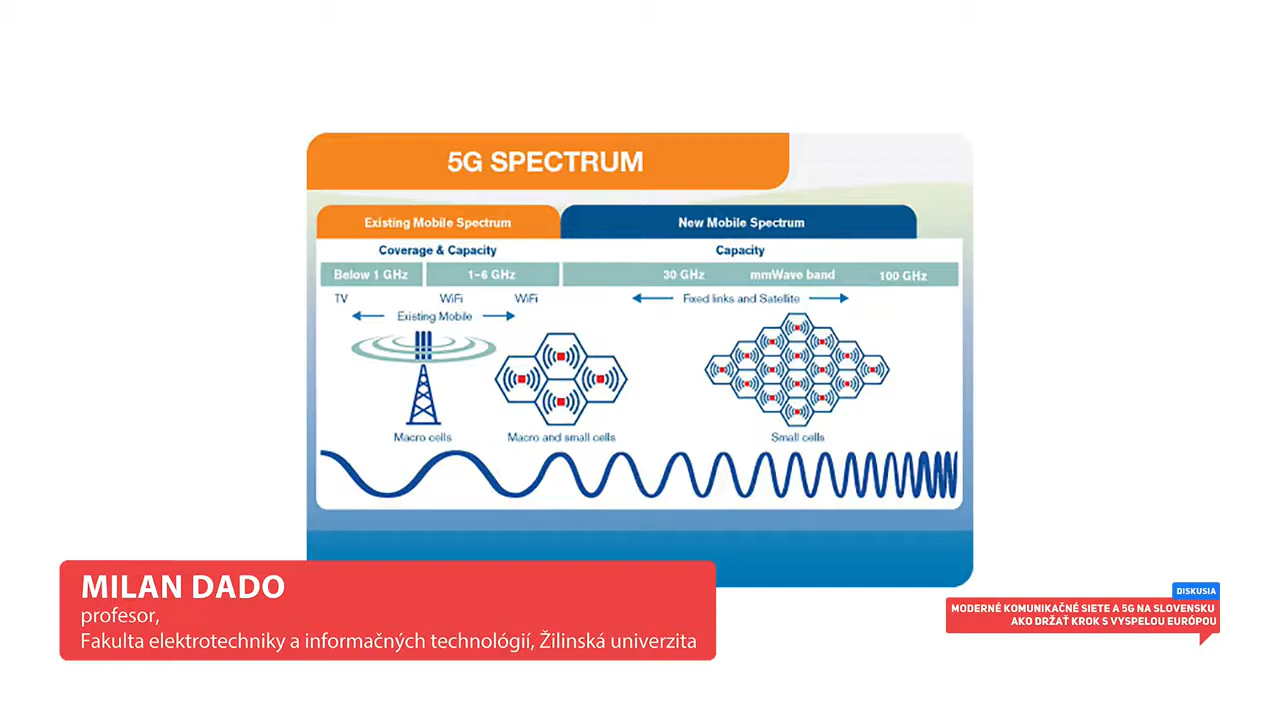 5G SPECTRUM
Existing Mobile Spectrum
New Mobile Spectrum
Coverage & Capacity
Capacity
Below 1 GHz
1–6 GHz
30 GHz
mmWave band
100 GHz
TV
WiFi
WiFi
Fixed links and Satellite
Existing Mobile
Macro cells
Macro and small cells
Small cells
MILAN DADO
profesor,
Fakulta elektrotechniky a informačných technológií, Žilinská univerzita
DISKUSIA
MODERNÉ KOMUNIKAČNÉ SIETE A 5G NA SLOVENSKU
AKO DRŽAŤ KROK S VYSPELOU EURÓPOU